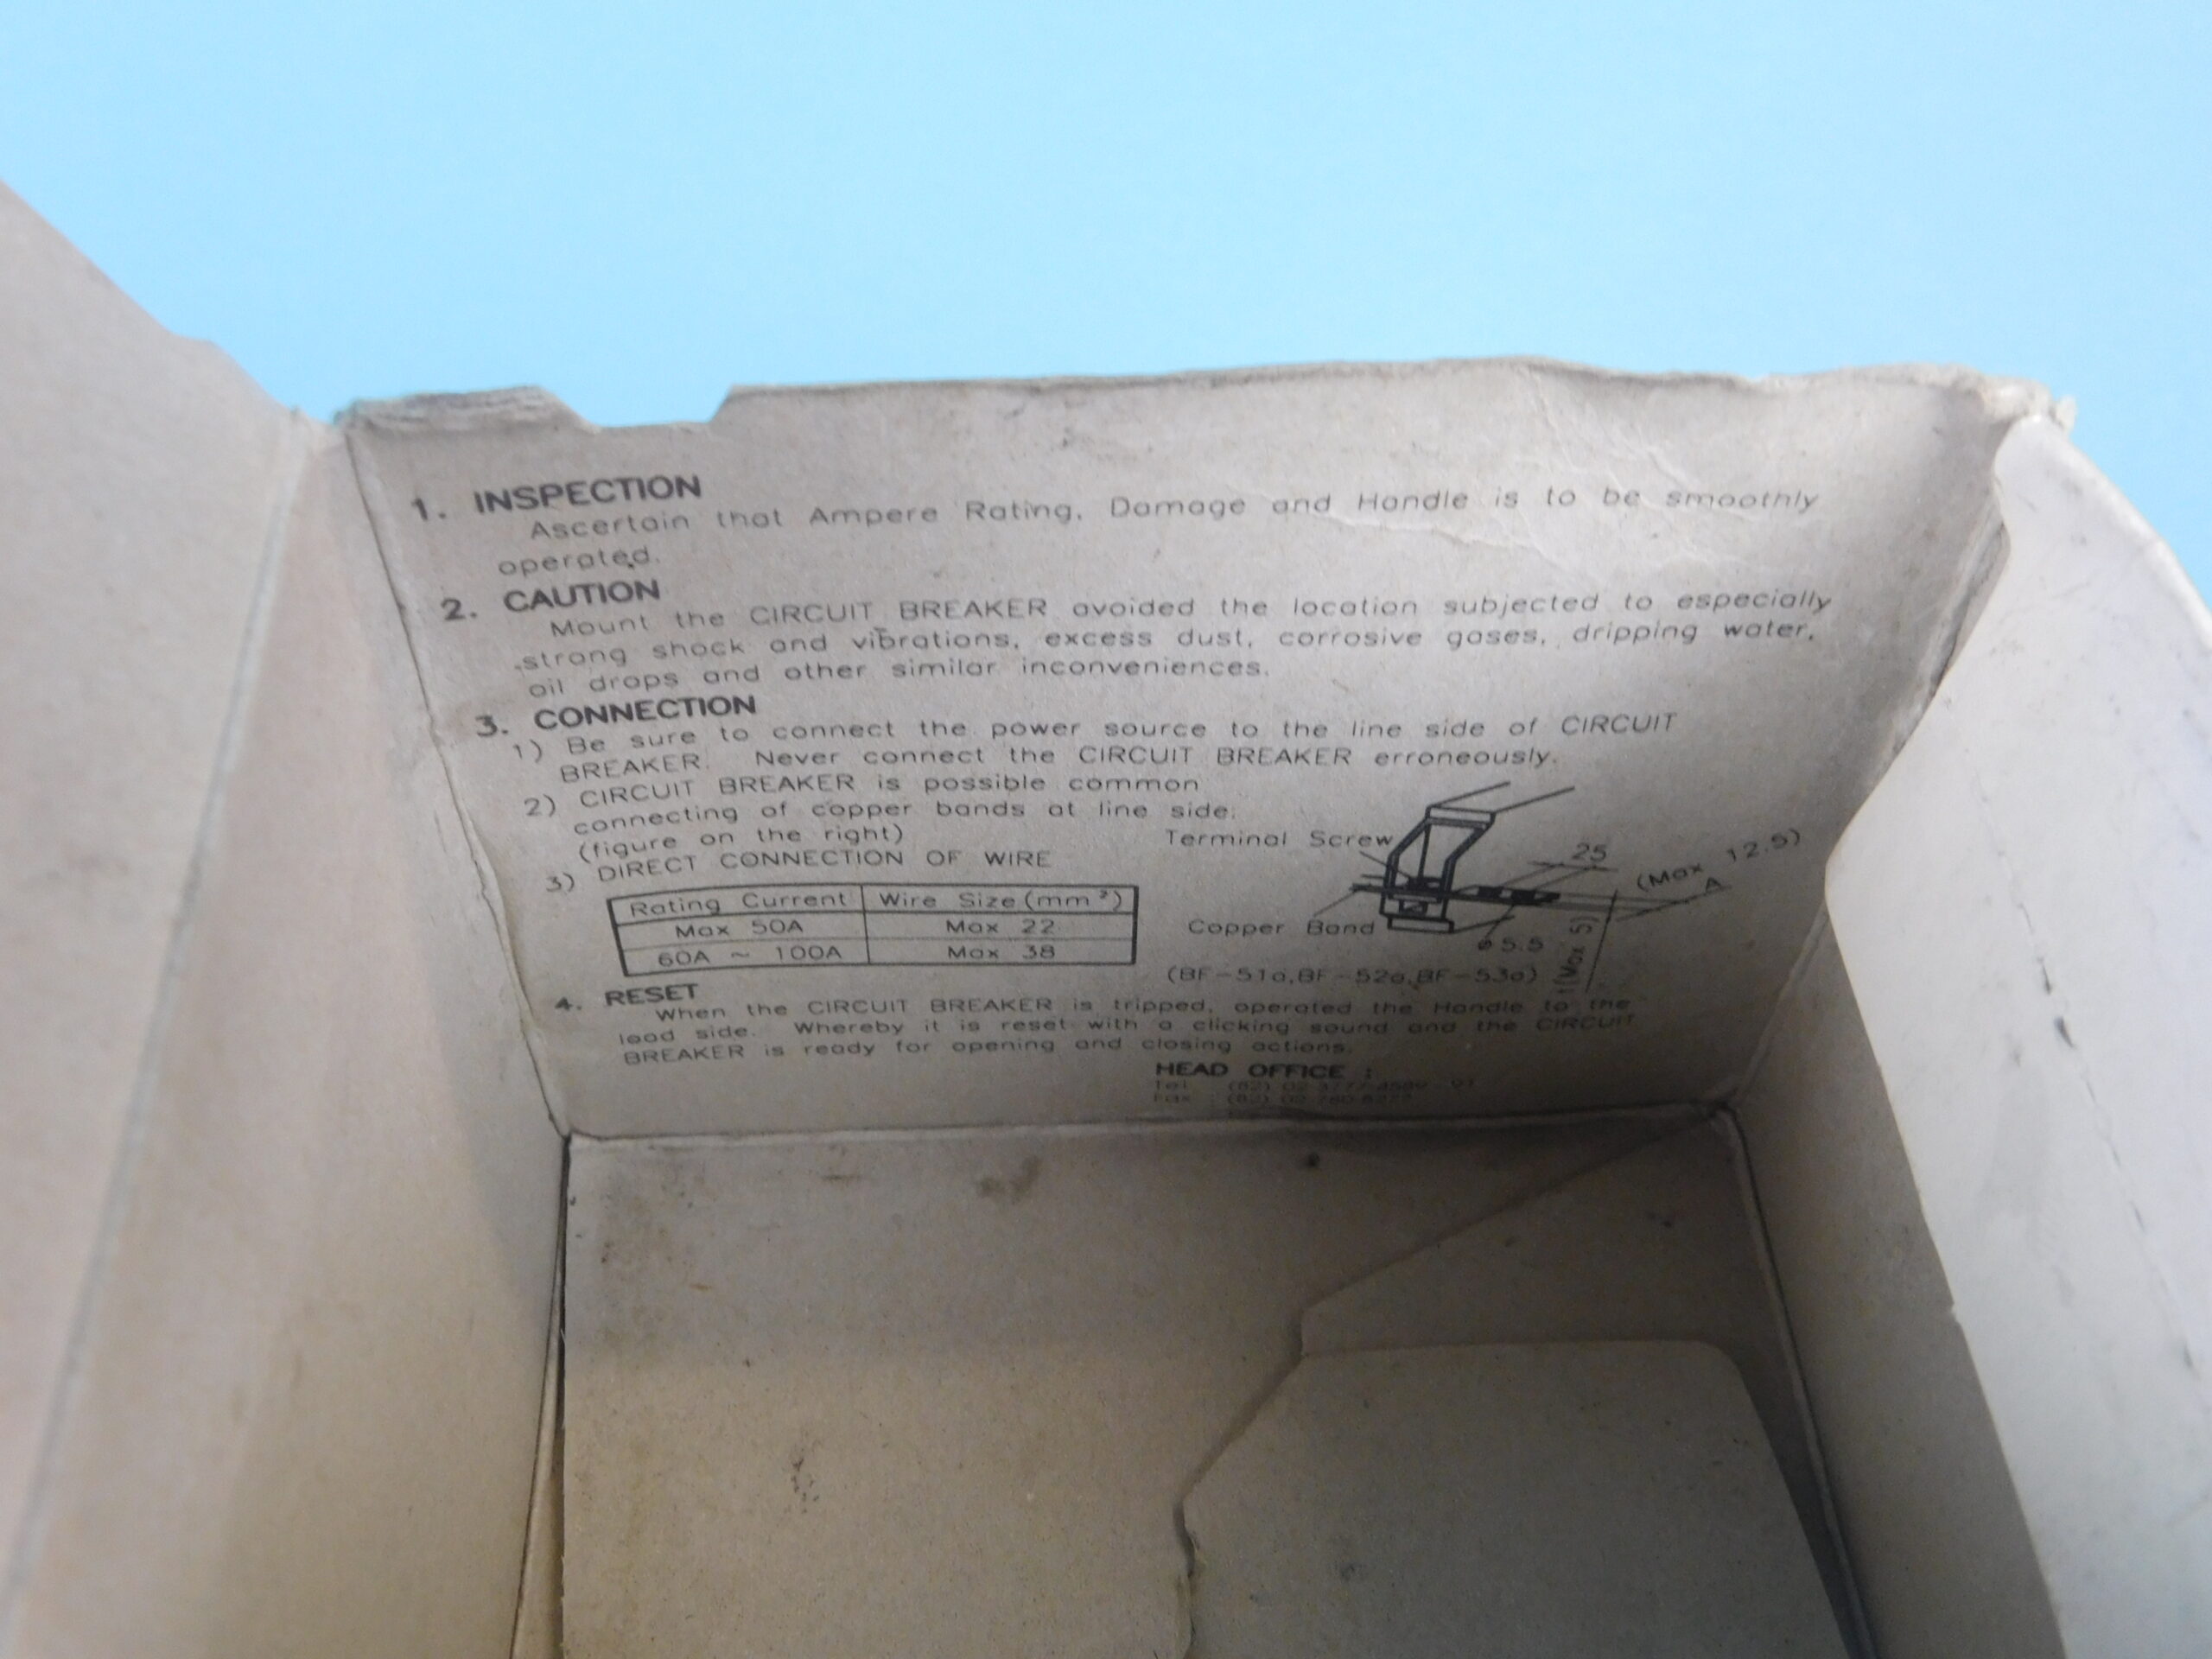 1. INSPECTION
Ascertain that Ampere Rating, Damage and Handle is to be smoothly
operated.
2. CAUTION
Mount the CIRCUIT BREAKER avoided the location subjected to especially
strong shock and vibrations, excess dust, corrosive gases, dripping water,
oil drops and other similar inconveniences.
3. CONNECTION
1) Be sure to connect the power source to the line side of CIRCUIT
BREAKER. Never connect the CIRCUIT BREAKER erroneously.
2) CIRCUIT BREAKER is possible common
connecting of copper bands at line side.
(figure on the right)
3) DIRECT CONNECTION OF WIRE
Rating Current Wire Size (mm²)
Max 50A Max 22
60A ~ 100A Max 38
Terminal Screw
25
(Max 12.5)
A
Copper Band
ø5.5
(Max 5)
(BF-51a, BF-52a, BF-53a)
4. RESET
When the CIRCUIT BREAKER is tripped, operated the Handle to the
load side. Whereby it is reset with a clicking sound and the CIRCUIT
BREAKER is ready for opening and closing actions.
HEAD OFFICE :
Tel (82) 02
Fax : (82) 02